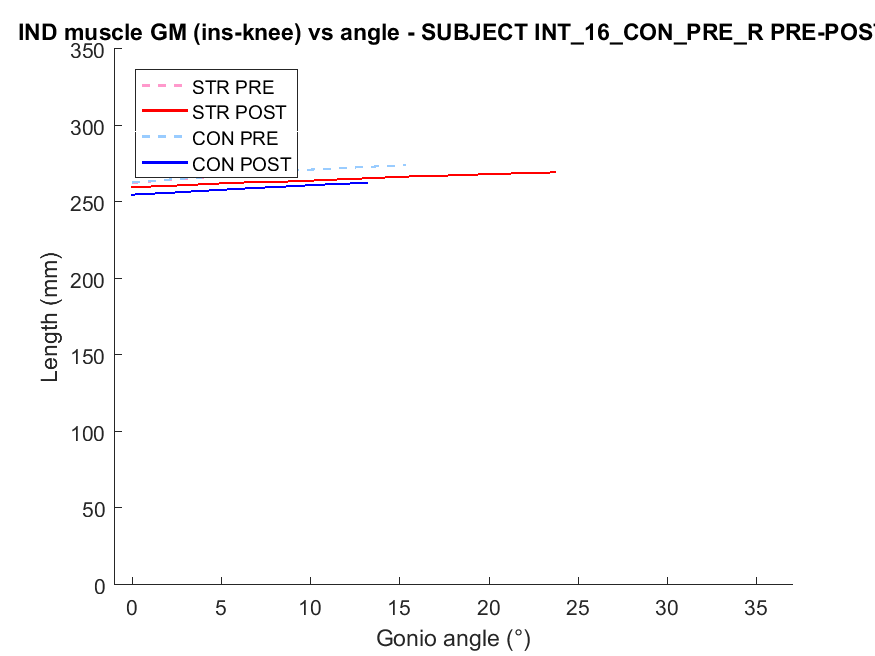 IND muscle GM (ins-knee) vs angle - SUBJECT INT_16_CON_PRE_R PRE-POST
350
300
250
200
150
100
50
0
Length (mm)
STR PRE
STR POST
CON PRE
CON POST
0 5 10 15 20 25 30 35
Gonio angle (°)